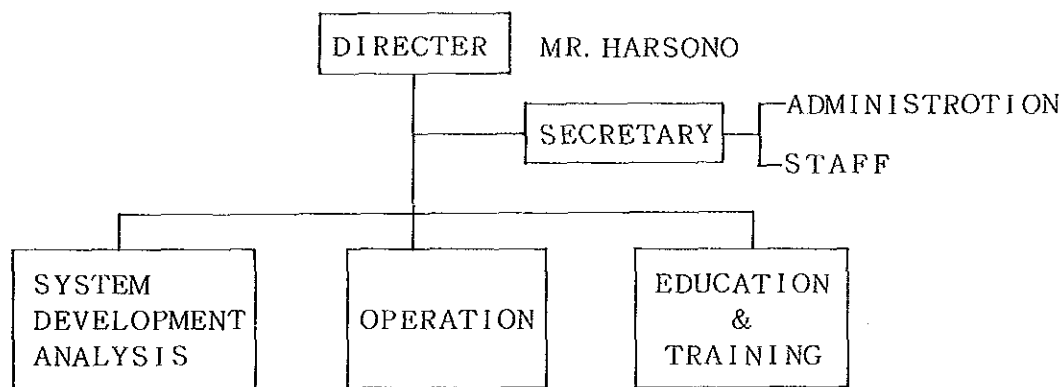 DIRECTER MR. HARSONO
SECRETARY
ADMINISTROTION
STAFF
SYSTEM
DEVELOPMENT
ANALYSIS
OPERATION
EDUCATION
&
TRAINING